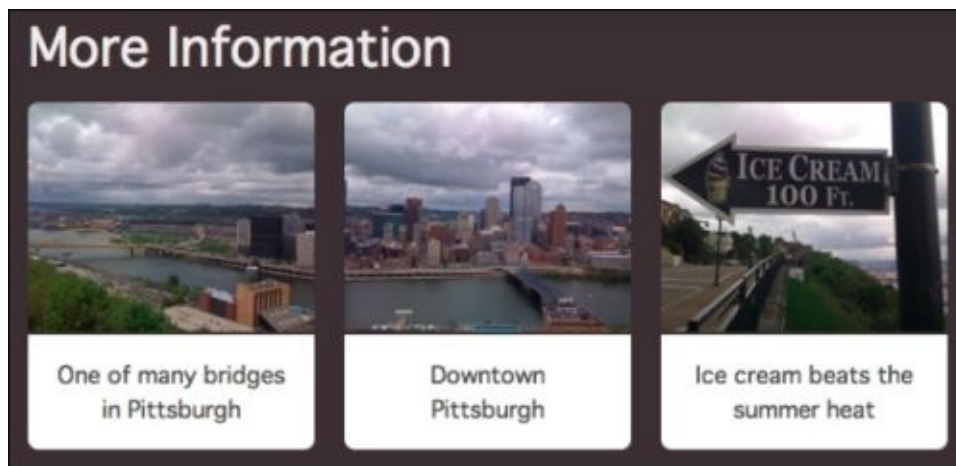 More Information
ICE CREAM
100 FT.
One of many bridges
in Pittsburgh
Downtown
Pittsburgh
Ice cream beats the
summer heat